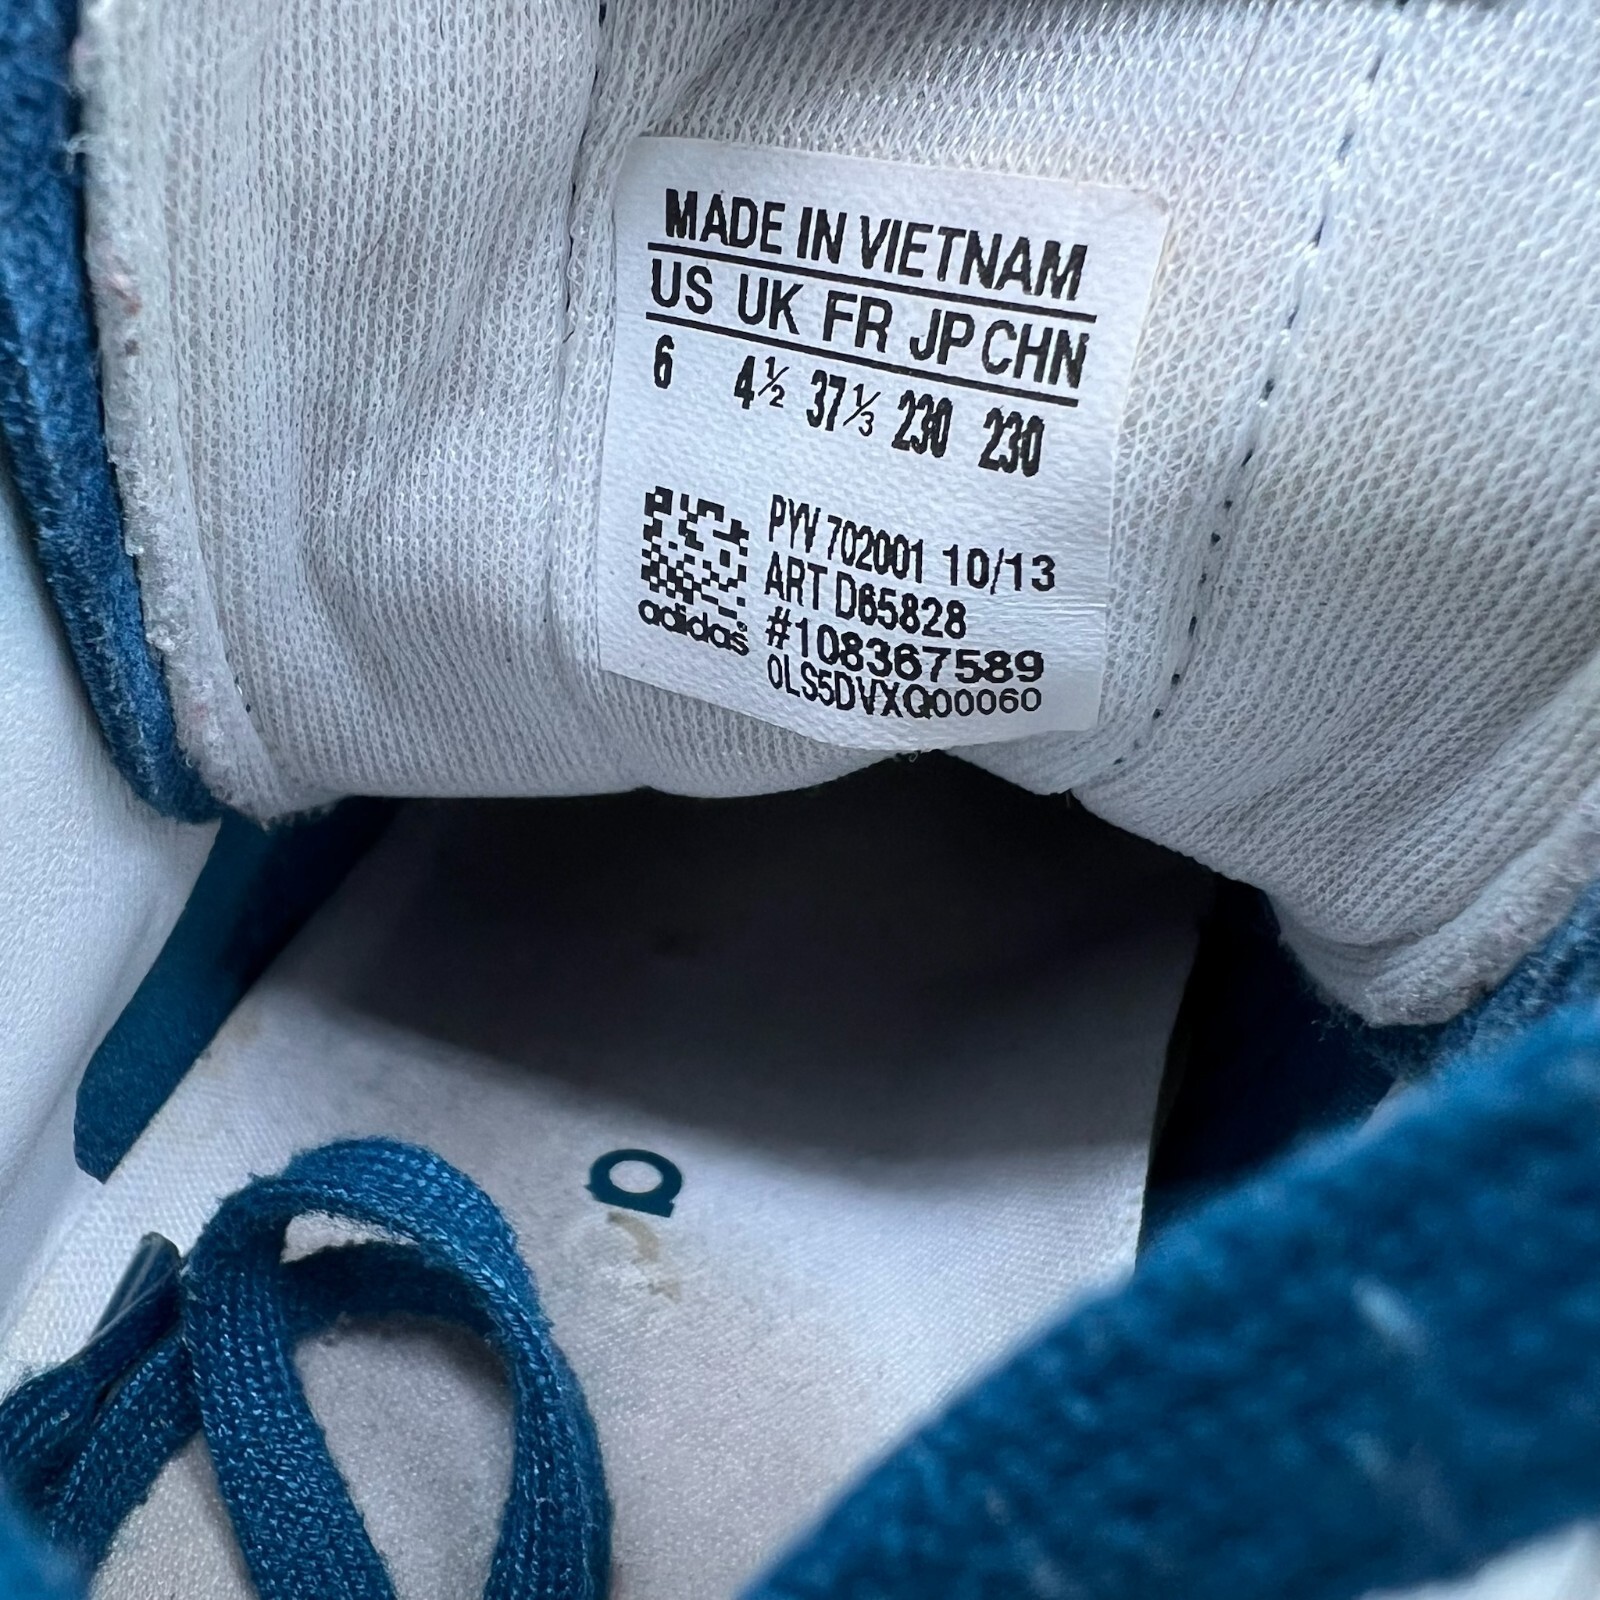 MADE IN VIETNAM
US UK FR JP CHN
6 4½ 37⅓ 230 230
PYV 702001 10/13
ART D65828
#108367589
0LS5DVXQ00060
adidas